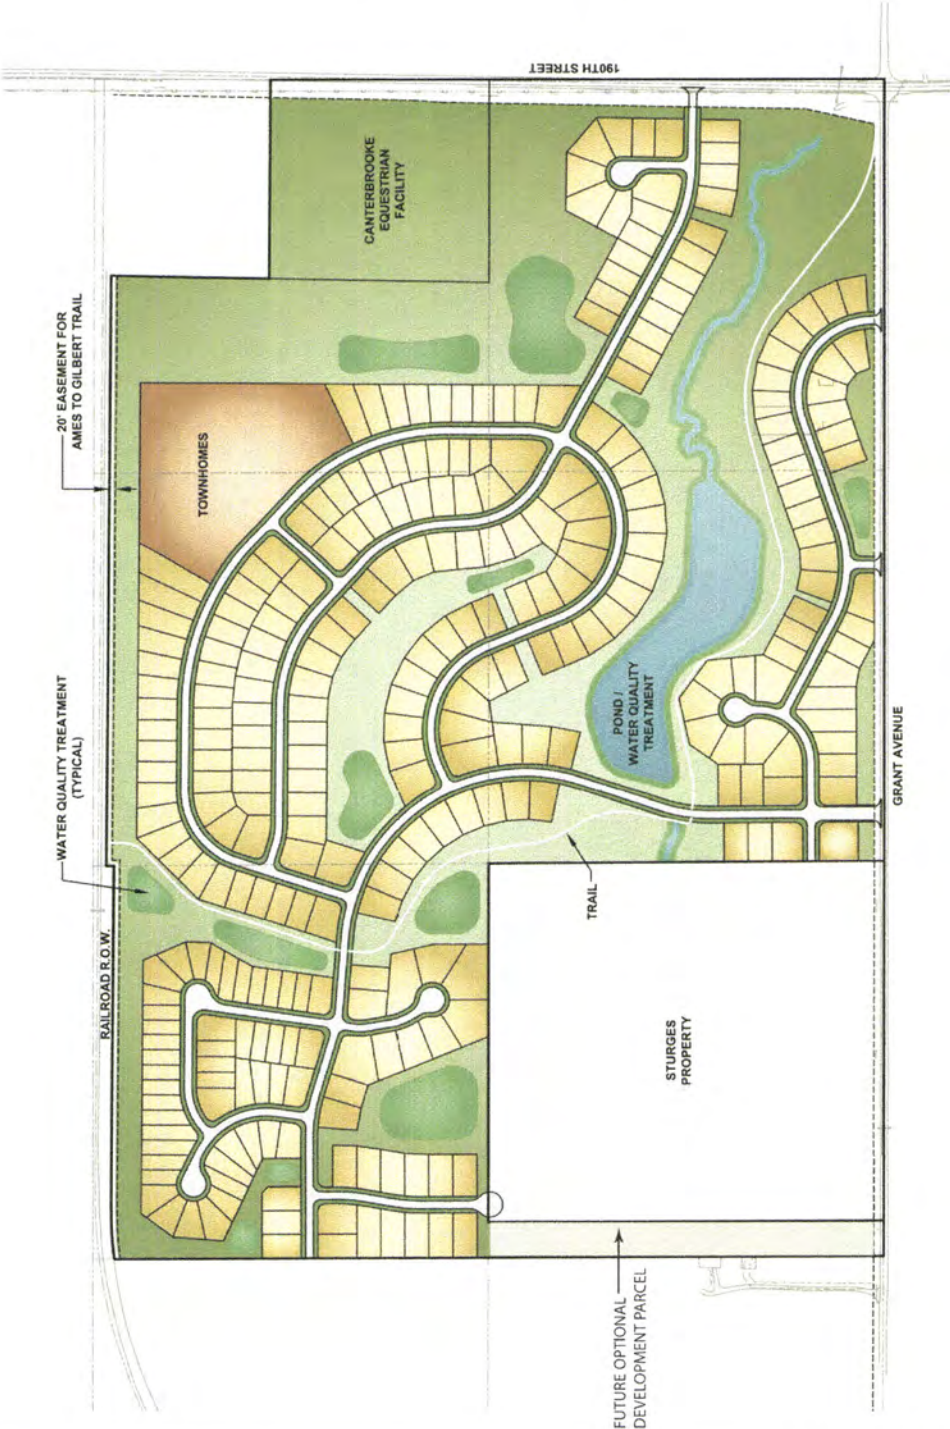 190TH STREET
CANTERBROOKE
EQUESTRIAN
FACILITY
20' EASEMENT FOR
AMES TO GILBERT TRAIL
TOWNHOMES
WATER QUALITY TREATMENT
(TYPICAL)
POND /
WATER QUALITY
TREATMENT
GRANT AVENUE
TRAIL
RAILROAD R.O.W.
STURGES
PROPERTY
FUTURE OPTIONAL
DEVELOPMENT PARCEL